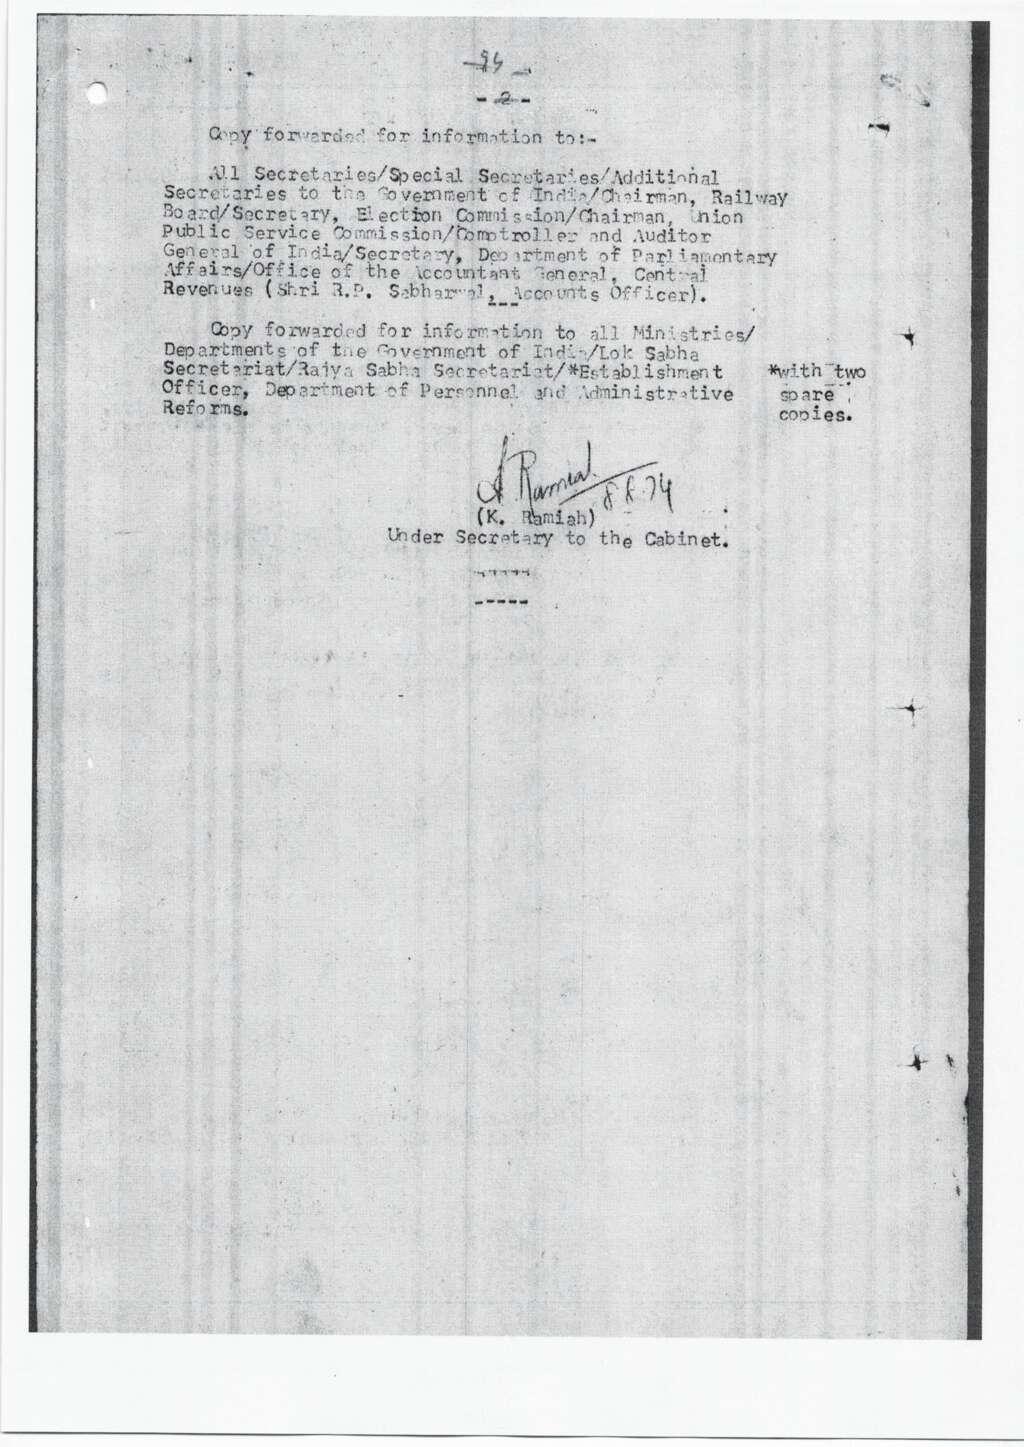 - 2 -
Copy forwarded for information to:-
All Secretaries/Special Secretaries/Additional
Secretaries to the Government of India/Chairman, Railway
Board/Secretary, Election Commission/Chairman, Union
Public Service Commission/Comptroller and Auditor
General of India/Secretary, Department of Parliamentary
Affairs/Office of the Accountant General, Central
Revenues (Shri R.P. Sabharwal, Accounts Officer).
Copy forwarded for information to all Ministries/
Departments of the Government of India/Lok Sabha
Secretariat/Rajya Sabha Secretariat/*Establishment *with two
Officer, Department of Personnel and Administrative spare
Reforms. copies.
Ramiah
8.8.74
(K. Ramiah)
Under Secretary to the Cabinet.